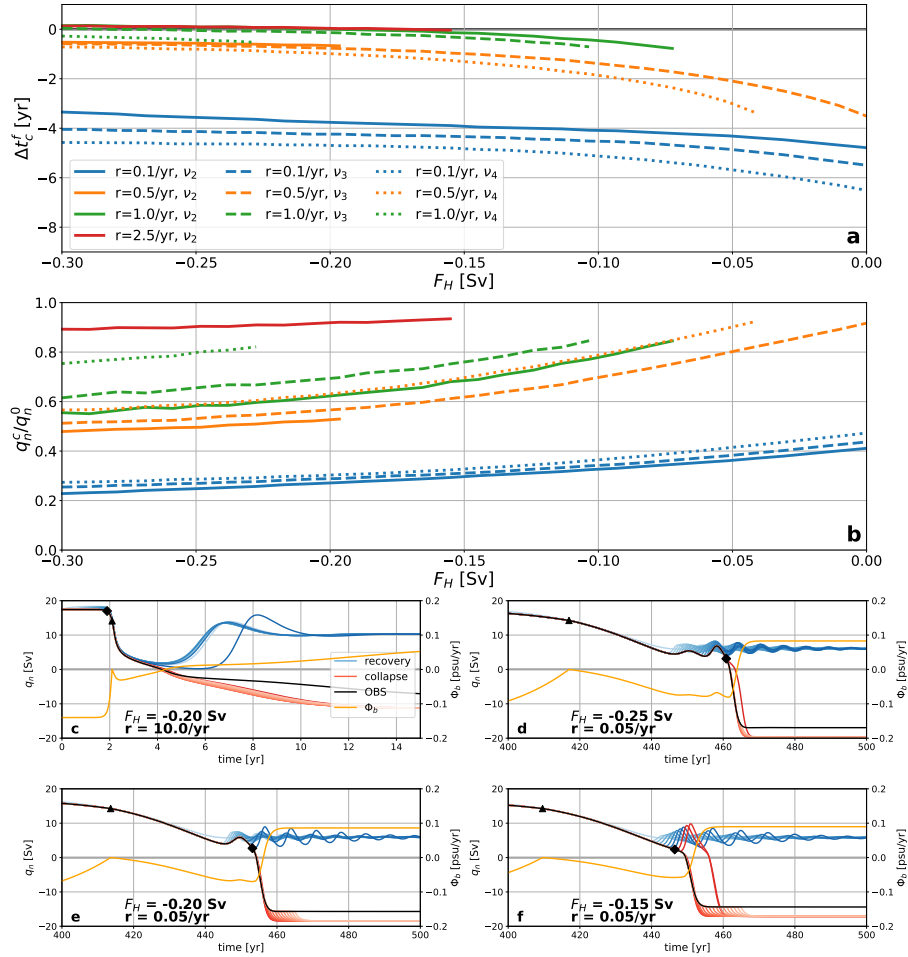 0
−2
−4
−6
−8
Δt_c^f [yr]
r=0.1/yr, ν₂
r=0.5/yr, ν₂
r=1.0/yr, ν₂
r=2.5/yr, ν₂
r=0.1/yr, ν₃
r=0.5/yr, ν₃
r=1.0/yr, ν₃
r=0.1/yr, ν₄
r=0.5/yr, ν₄
r=1.0/yr, ν₄
a
−0.30 −0.25 −0.20 −0.15 −0.10 −0.05 0.00
F_H [Sv]
1.0
0.8
0.6
0.4
0.2
0.0
q_n^c/q_n^0
b
−0.30 −0.25 −0.20 −0.15 −0.10 −0.05 0.00
F_H [Sv]
20
10
0
−10
−20
q_n [Sv]
recovery
collapse
OBS
Φ_b
c
F_H = -0.20 Sv
r = 10.0/yr
0.2
0.1
0.0
−0.1
−0.2
Φ_b [psu/yr]
0 2 4 6 8 10 12 14
time [yr]
20
10
0
−10
−20
q_n [Sv]
d
F_H = -0.25 Sv
r = 0.05/yr
0.2
0.1
0.0
−0.1
−0.2
Φ_b [psu/yr]
400 420 440 460 480 500
time [yr]
20
10
0
−10
−20
q_n [Sv]
e
F_H = -0.20 Sv
r = 0.05/yr
0.2
0.1
0.0
−0.1
−0.2
Φ_b [psu/yr]
400 420 440 460 480 500
time [yr]
20
10
0
−10
−20
q_n [Sv]
f
F_H = -0.15 Sv
r = 0.05/yr
0.2
0.1
0.0
−0.1
−0.2
Φ_b [psu/yr]
400 420 440 460 480 500
time [yr]